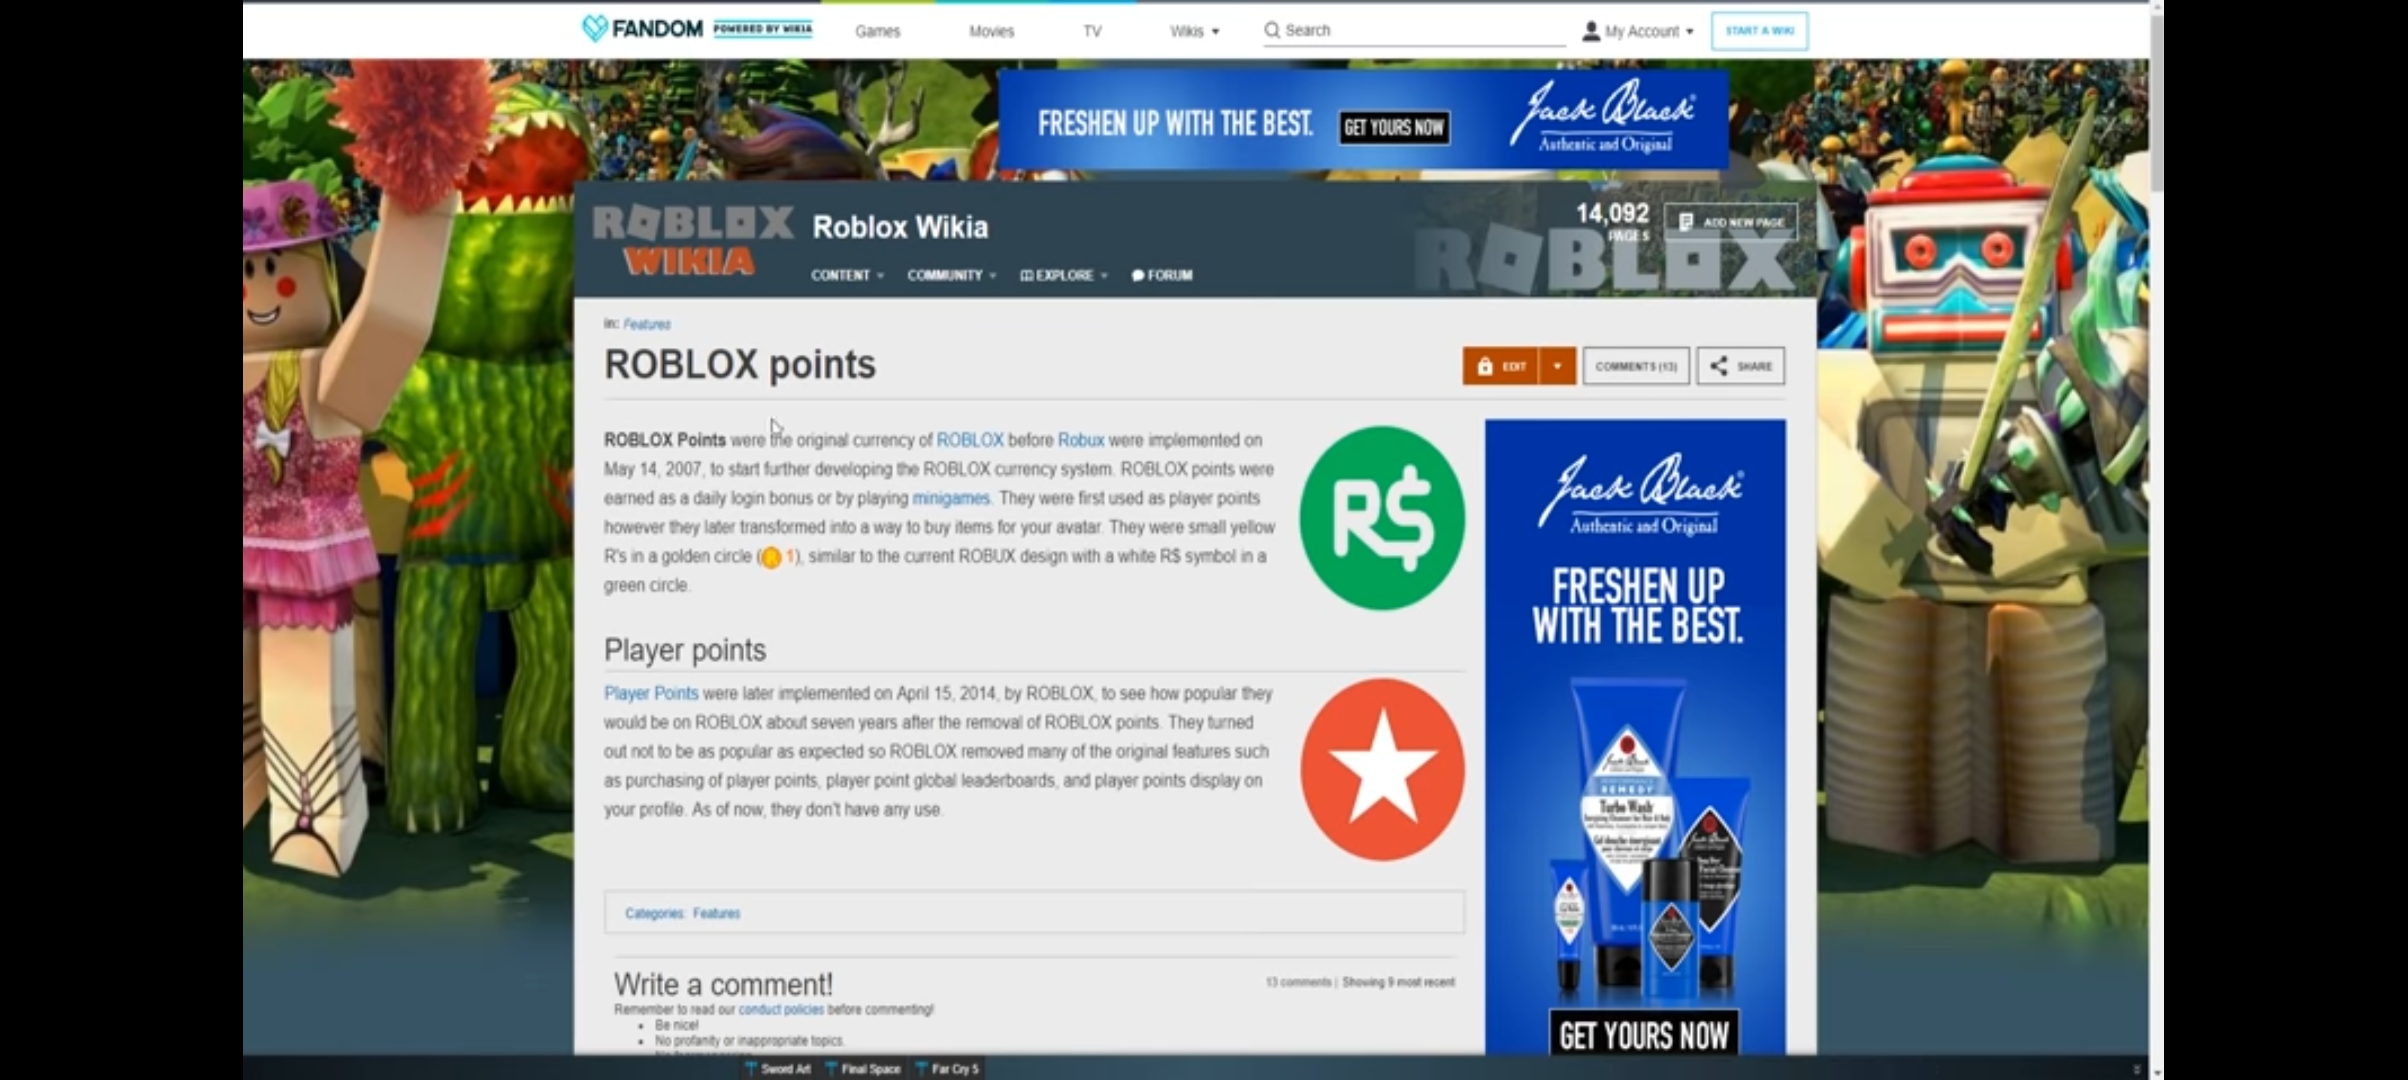 FANDOM POWERED BY WIKIA Games Movies TV Wikis Search My Account START A WIKI
FRESHEN UP WITH THE BEST. GET YOURS NOW Jack Black
Authentic and Original
ROBLOX
WIKIA
Roblox Wikia
14,092
PAGES
ADD NEW PAGE
ROBLOX
CONTENT COMMUNITY EXPLORE FORUM
in: Features
ROBLOX points
EDIT COMMENTS (13) SHARE
ROBLOX Points were the original currency of ROBLOX before Robux were implemented on
May 14, 2007, to start further developing the ROBLOX currency system. ROBLOX points were
earned as a daily login bonus or by playing minigames. They were first used as player points
however they later transformed into a way to buy items for your avatar. They were small yellow
R's in a golden circle (R 1), similar to the current ROBUX design with a white R$ symbol in a
green circle.
R$
Player points
Player Points were later implemented on April 15, 2014, by ROBLOX, to see how popular they
would be on ROBLOX about seven years after the removal of ROBLOX points. They turned
out not to be as popular as expected so ROBLOX removed many of the original features such
as purchasing of player points, player point global leaderboards, and player points display on
your profile. As of now, they don't have any use.
Categories: Features
Write a comment!
13 comments | Showing 9 most recent
Remember to read our conduct policies before commenting!
• Be nice!
• No profanity or inappropriate topics.
Jack Black
Authentic and Original
FRESHEN UP
WITH THE BEST.
Jack Black
REMEDY
Turbo Wash
GET YOURS NOW
Sword Art Final Space Far Cry 5